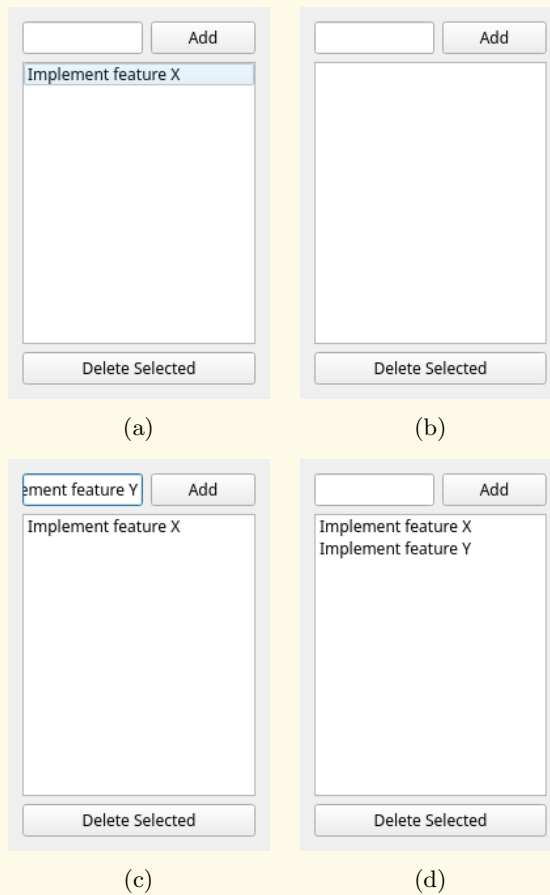 Add Add
Implement feature X
Delete Selected Delete Selected
(a) (b)
ement feature Y Add Add
Implement feature X Implement feature X
Implement feature Y
Delete Selected Delete Selected
(c) (d)